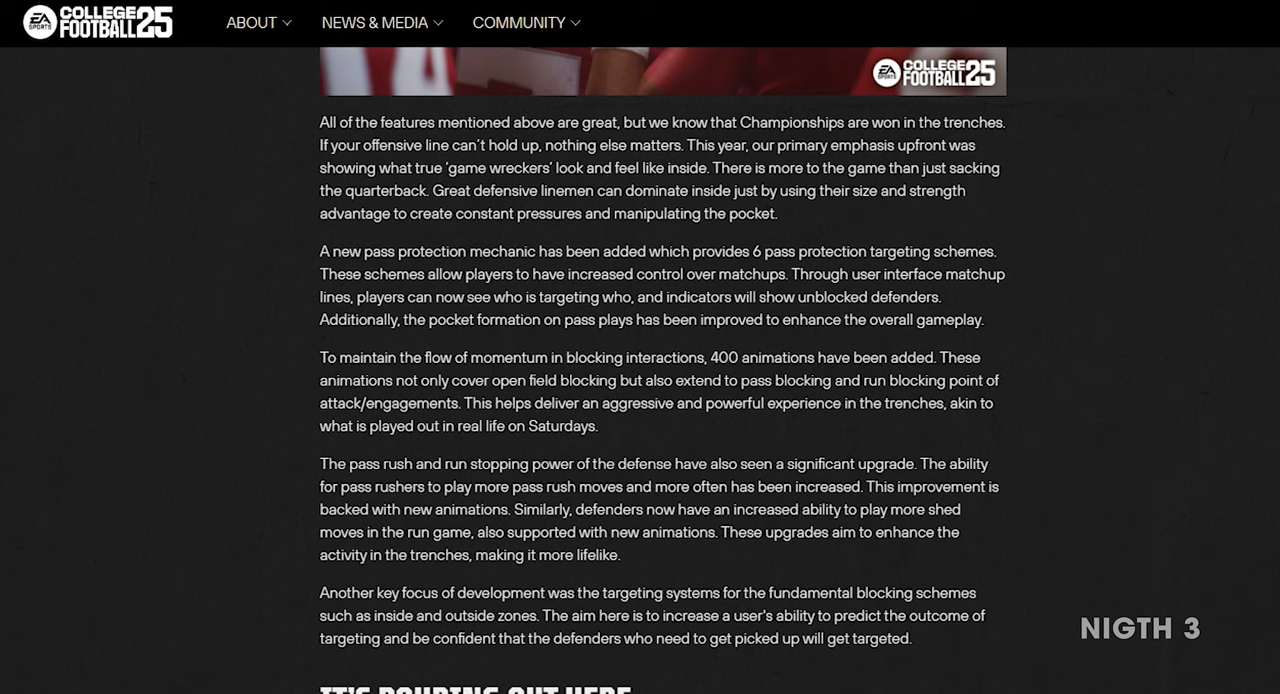 EA SPORTS COLLEGE FOOTBALL 25
ABOUT NEWS & MEDIA COMMUNITY
EA SPORTS COLLEGE FOOTBALL 25
All of the features mentioned above are great, but we know that Championships are won in the trenches.
If your offensive line can't hold up, nothing else matters. This year, our primary emphasis upfront was
showing what true 'game wreckers' look and feel like inside. There is more to the game than just sacking
the quarterback. Great defensive linemen can dominate inside just by using their size and strength
advantage to create constant pressures and manipulating the pocket.
A new pass protection mechanic has been added which provides 6 pass protection targeting schemes.
These schemes allow players to have increased control over matchups. Through user interface matchup
lines, players can now see who is targeting who, and indicators will show unblocked defenders.
Additionally, the pocket formation on pass plays has been improved to enhance the overall gameplay.
To maintain the flow of momentum in blocking interactions, 400 animations have been added. These
animations not only cover open field blocking but also extend to pass blocking and run blocking point of
attack/engagements. This helps deliver an aggressive and powerful experience in the trenches, akin to
what is played out in real life on Saturdays.
The pass rush and run stopping power of the defense have also seen a significant upgrade. The ability
for pass rushers to play more pass rush moves and more often has been increased. This improvement is
backed with new animations. Similarly, defenders now have an increased ability to play more shed
moves in the run game, also supported with new animations. These upgrades aim to enhance the
activity in the trenches, making it more lifelike.
Another key focus of development was the targeting systems for the fundamental blocking schemes
such as inside and outside zones. The aim here is to increase a user's ability to predict the outcome of
targeting and be confident that the defenders who need to get picked up will get targeted.
NIGTH 3
IT'S POURING OUT HERE